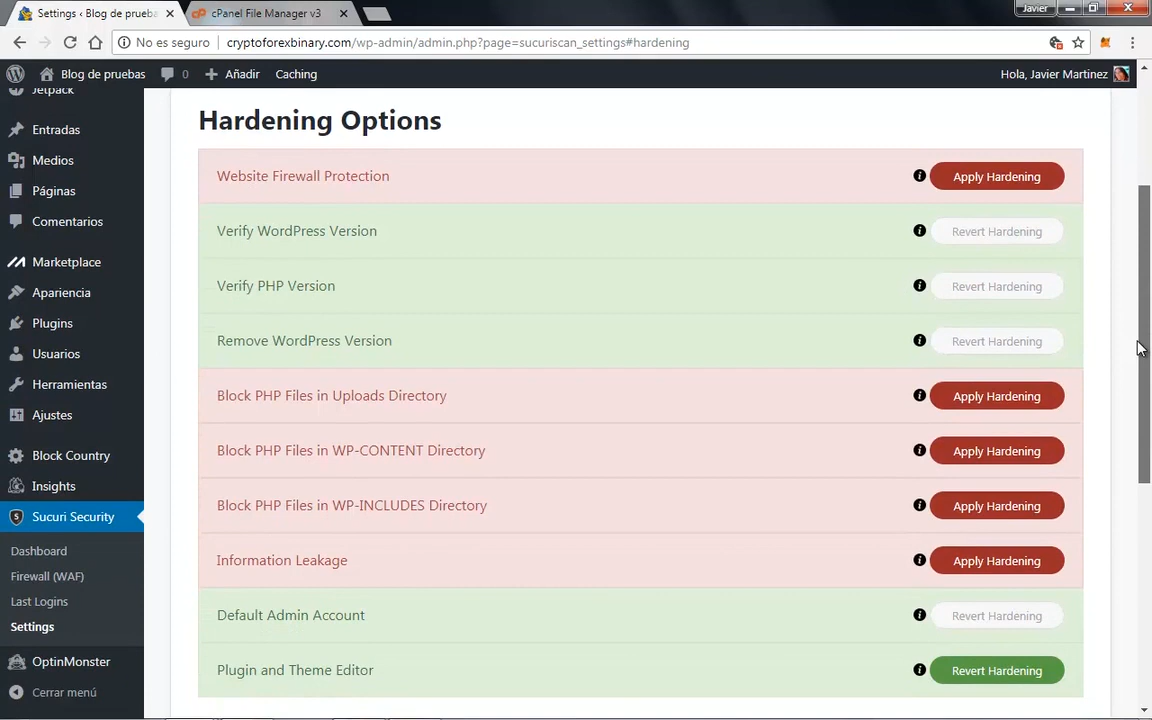 Javier
Settings ‹ Blog de prueba
cPanel File Manager v3
No es seguro
cryptoforexbinary.com/wp-admin/admin.php?page=sucuriscan_settings#hardening
Blog de pruebas
0
Añadir
Caching
Hola, Javier Martinez
Jetpack
Entradas
Medios
Páginas
Comentarios
Marketplace
Apariencia
Plugins
Usuarios
Herramientas
Ajustes
Block Country
Insights
Sucuri Security
Dashboard
Firewall (WAF)
Last Logins
Settings
OptinMonster
Cerrar menú
Hardening Options
Website Firewall Protection
Apply Hardening
Verify WordPress Version
Revert Hardening
Verify PHP Version
Revert Hardening
Remove WordPress Version
Revert Hardening
Block PHP Files in Uploads Directory
Apply Hardening
Block PHP Files in WP-CONTENT Directory
Apply Hardening
Block PHP Files in WP-INCLUDES Directory
Apply Hardening
Information Leakage
Apply Hardening
Default Admin Account
Revert Hardening
Plugin and Theme Editor
Revert Hardening